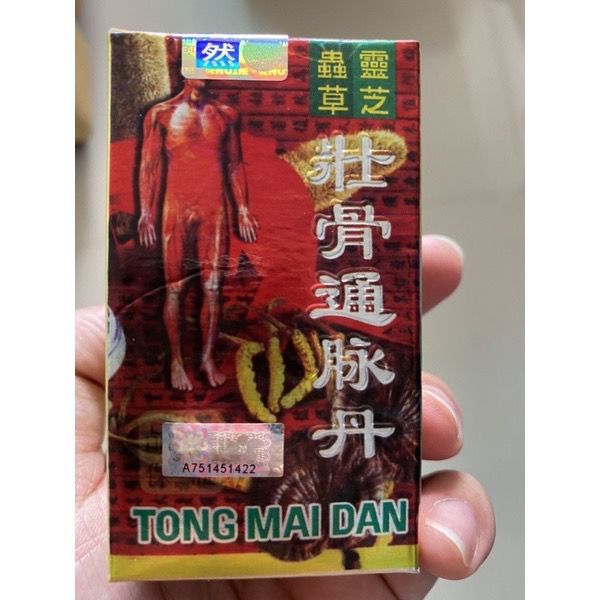 然
靈芝
蟲草
壯骨通脉丹
A751451422
TONG MAI DAN